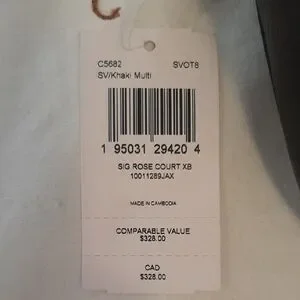 C5682 SVOT8
SV/Khaki Multi
1 95031 29420 4
SIG ROSE COURT XB
10011289JAX
MADE IN CAMBODIA
COMPARABLE VALUE
$328.00
CAD
$328.00